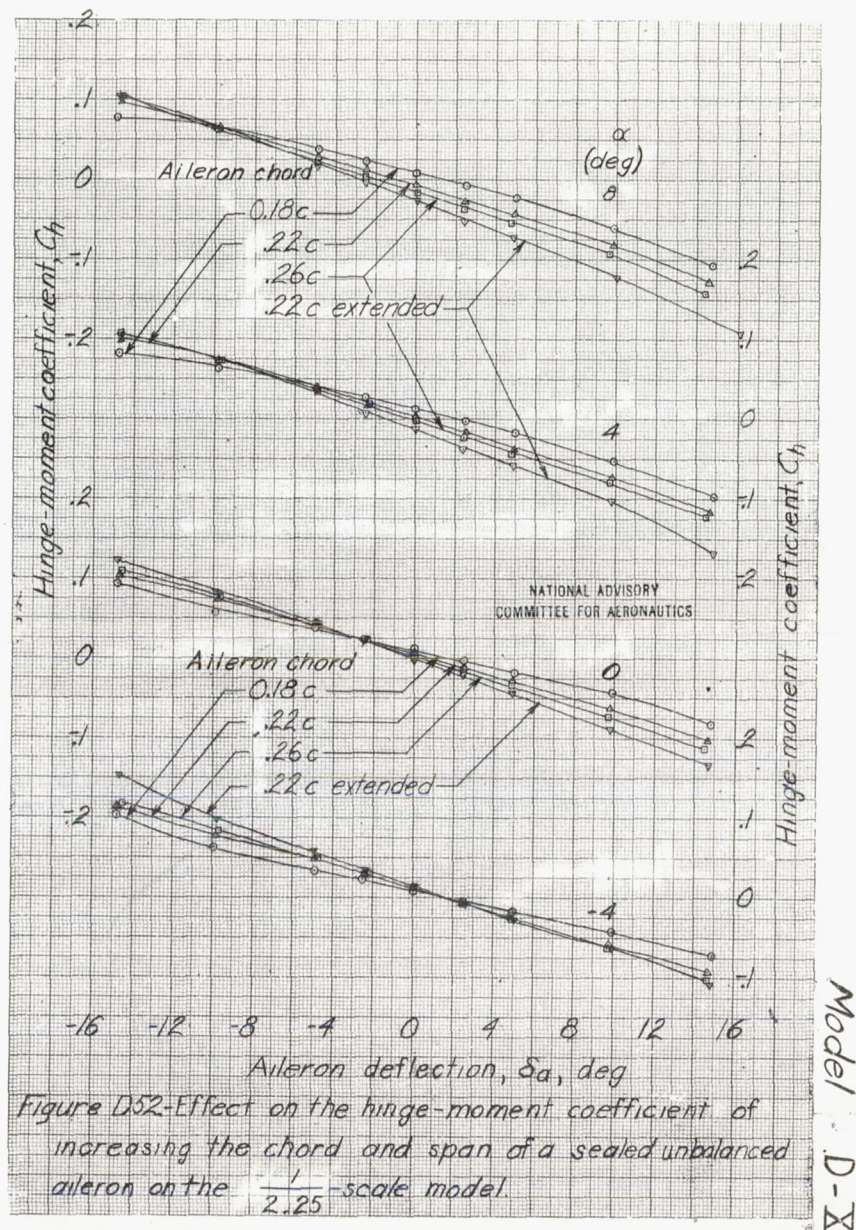 .2
.1
0
-.1
-.2
.2
.1
0
-.1
-.2
Hinge-moment coefficient, Ch
α
(deg)
8
Aileron chord
0.18c
.22c
.26c
.22c extended
.2
.1
0
-.1
-.2
4
NATIONAL ADVISORY
COMMITTEE FOR AERONAUTICS
0
Aileron chord
0.18c
.22c
.26c
.22c extended
.2
.1
0
-.1
-4
Hinge-moment coefficient, Ch
-16 -12 -8 -4 0 4 8 12 16
Aileron deflection, δa, deg
Figure D52-Effect on the hinge-moment coefficient of
increasing the chord and span of a sealed unbalanced
aileron on the 1/2.25-scale model.
Model D-X